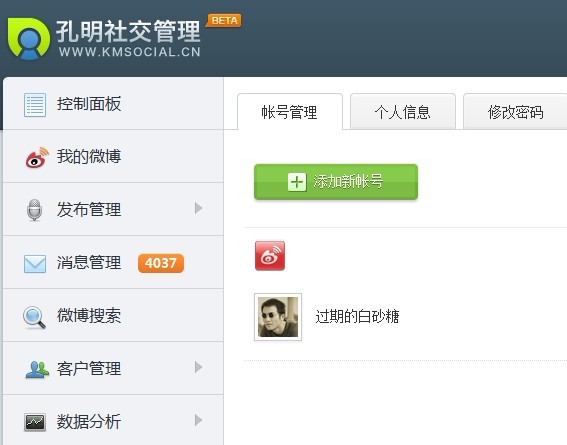 孔明社交管理 BETA
WWW.KMSOCIAL.CN
控制面板
我的微博
发布管理
消息管理 4037
微博搜索
客户管理
数据分析
帐号管理 个人信息 修改密码
添加新帐号
过期的白砂糖